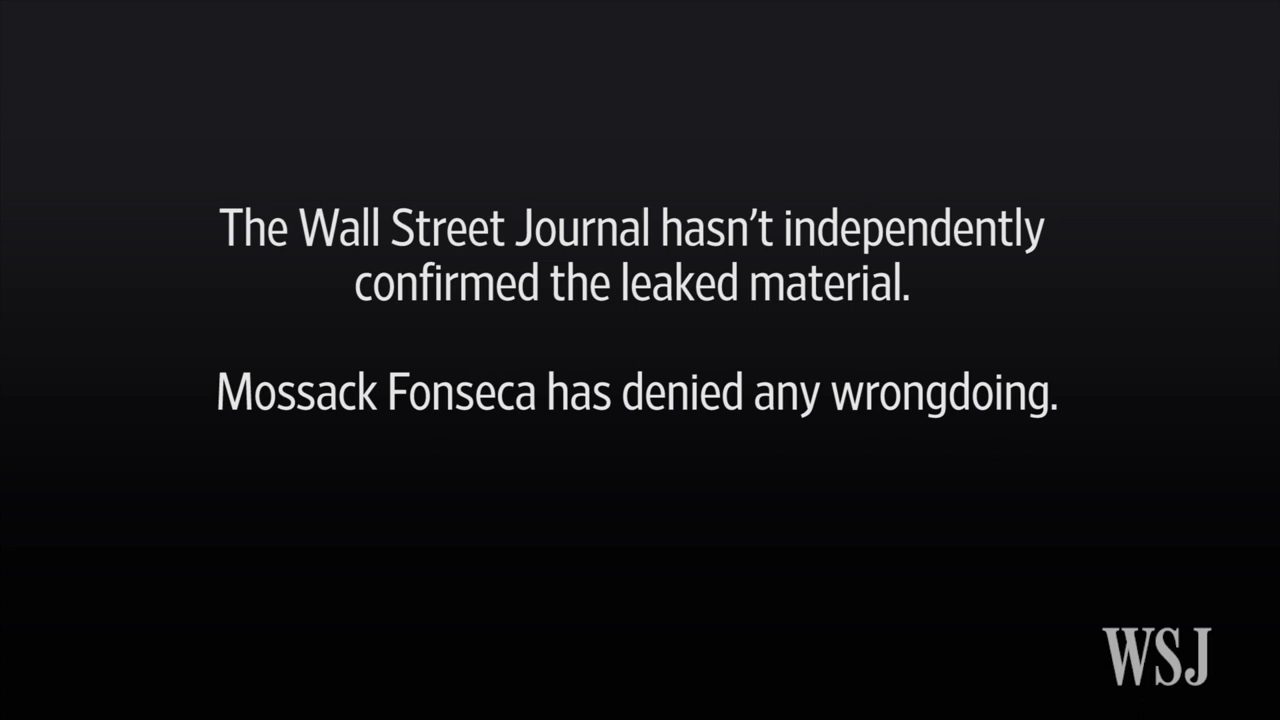 The Wall Street Journal hasn’t independently
confirmed the leaked material.
Mossack Fonseca has denied any wrongdoing.
WSJ